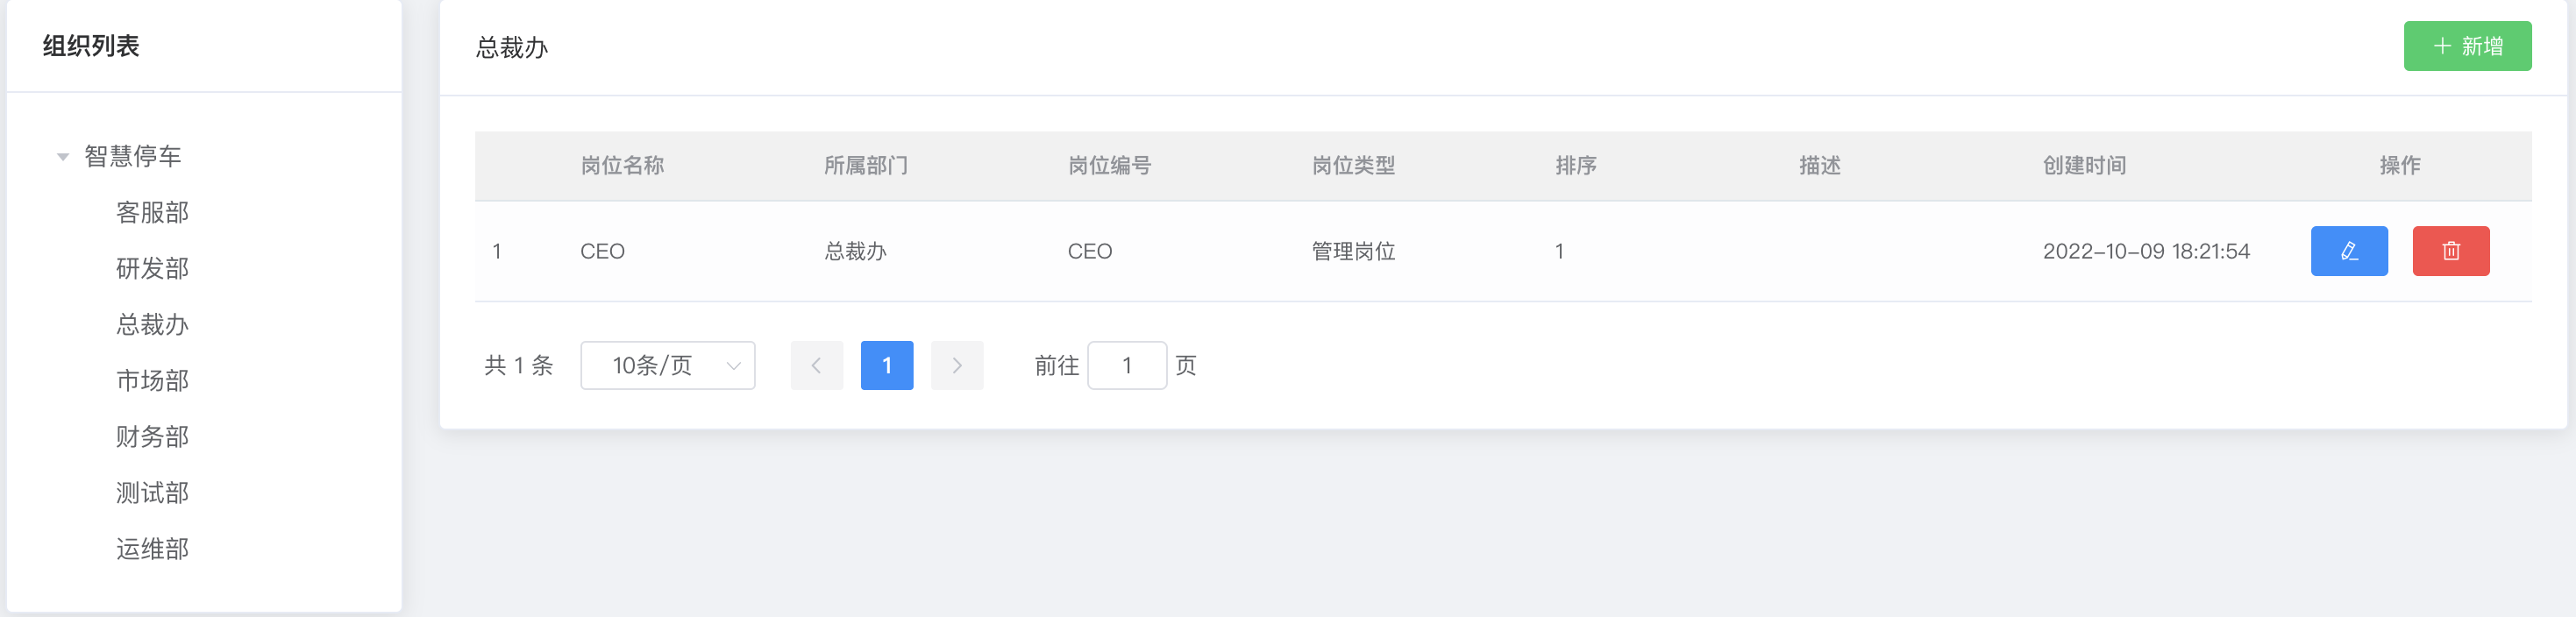 组织列表
智慧停车
客服部
研发部
总裁办
市场部
财务部
测试部
运维部
总裁办
新增
岗位名称 所属部门 岗位编号 岗位类型 排序 描述 创建时间 操作
1 CEO 总裁办 CEO 管理岗位 1 2022-10-09 18:21:54
共 1 条 10条/页 1 前往 1 页